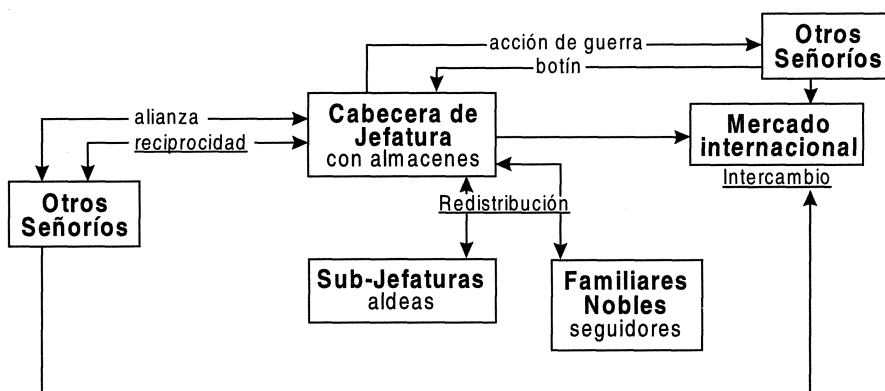 acción de guerra
botín
Otros
Señoríos
alianza
reciprocidad
Cabecera de
Jefatura
con almacenes
Mercado
internacional
Intercambio
Otros
Señoríos
Redistribución
Sub-Jefaturas
aldeas
Familiares
Nobles
seguidores